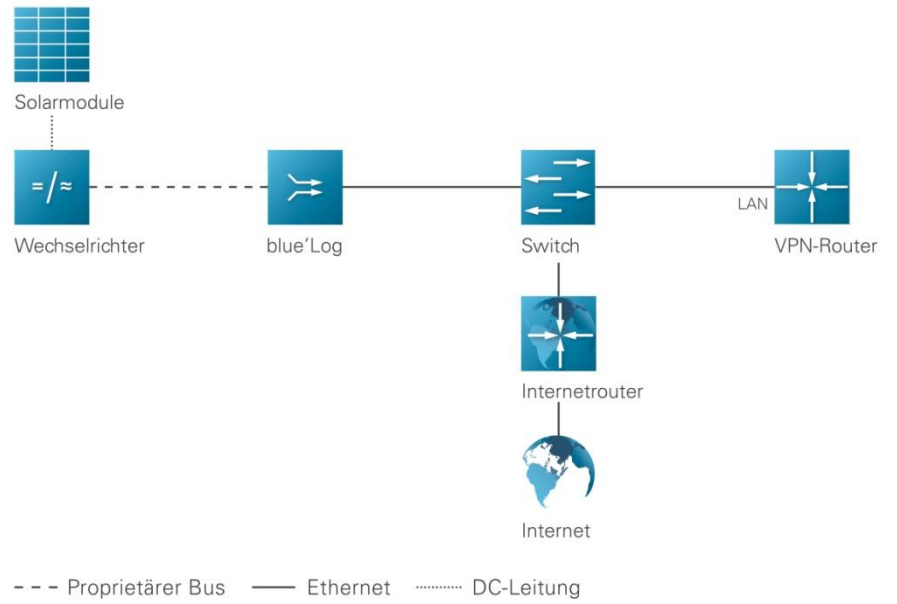 Solarmodule
=/≈
LAN
Wechselrichter
blue'Log
Switch
VPN-Router
Internetrouter
Internet
Proprietärer Bus
Ethernet
DC-Leitung